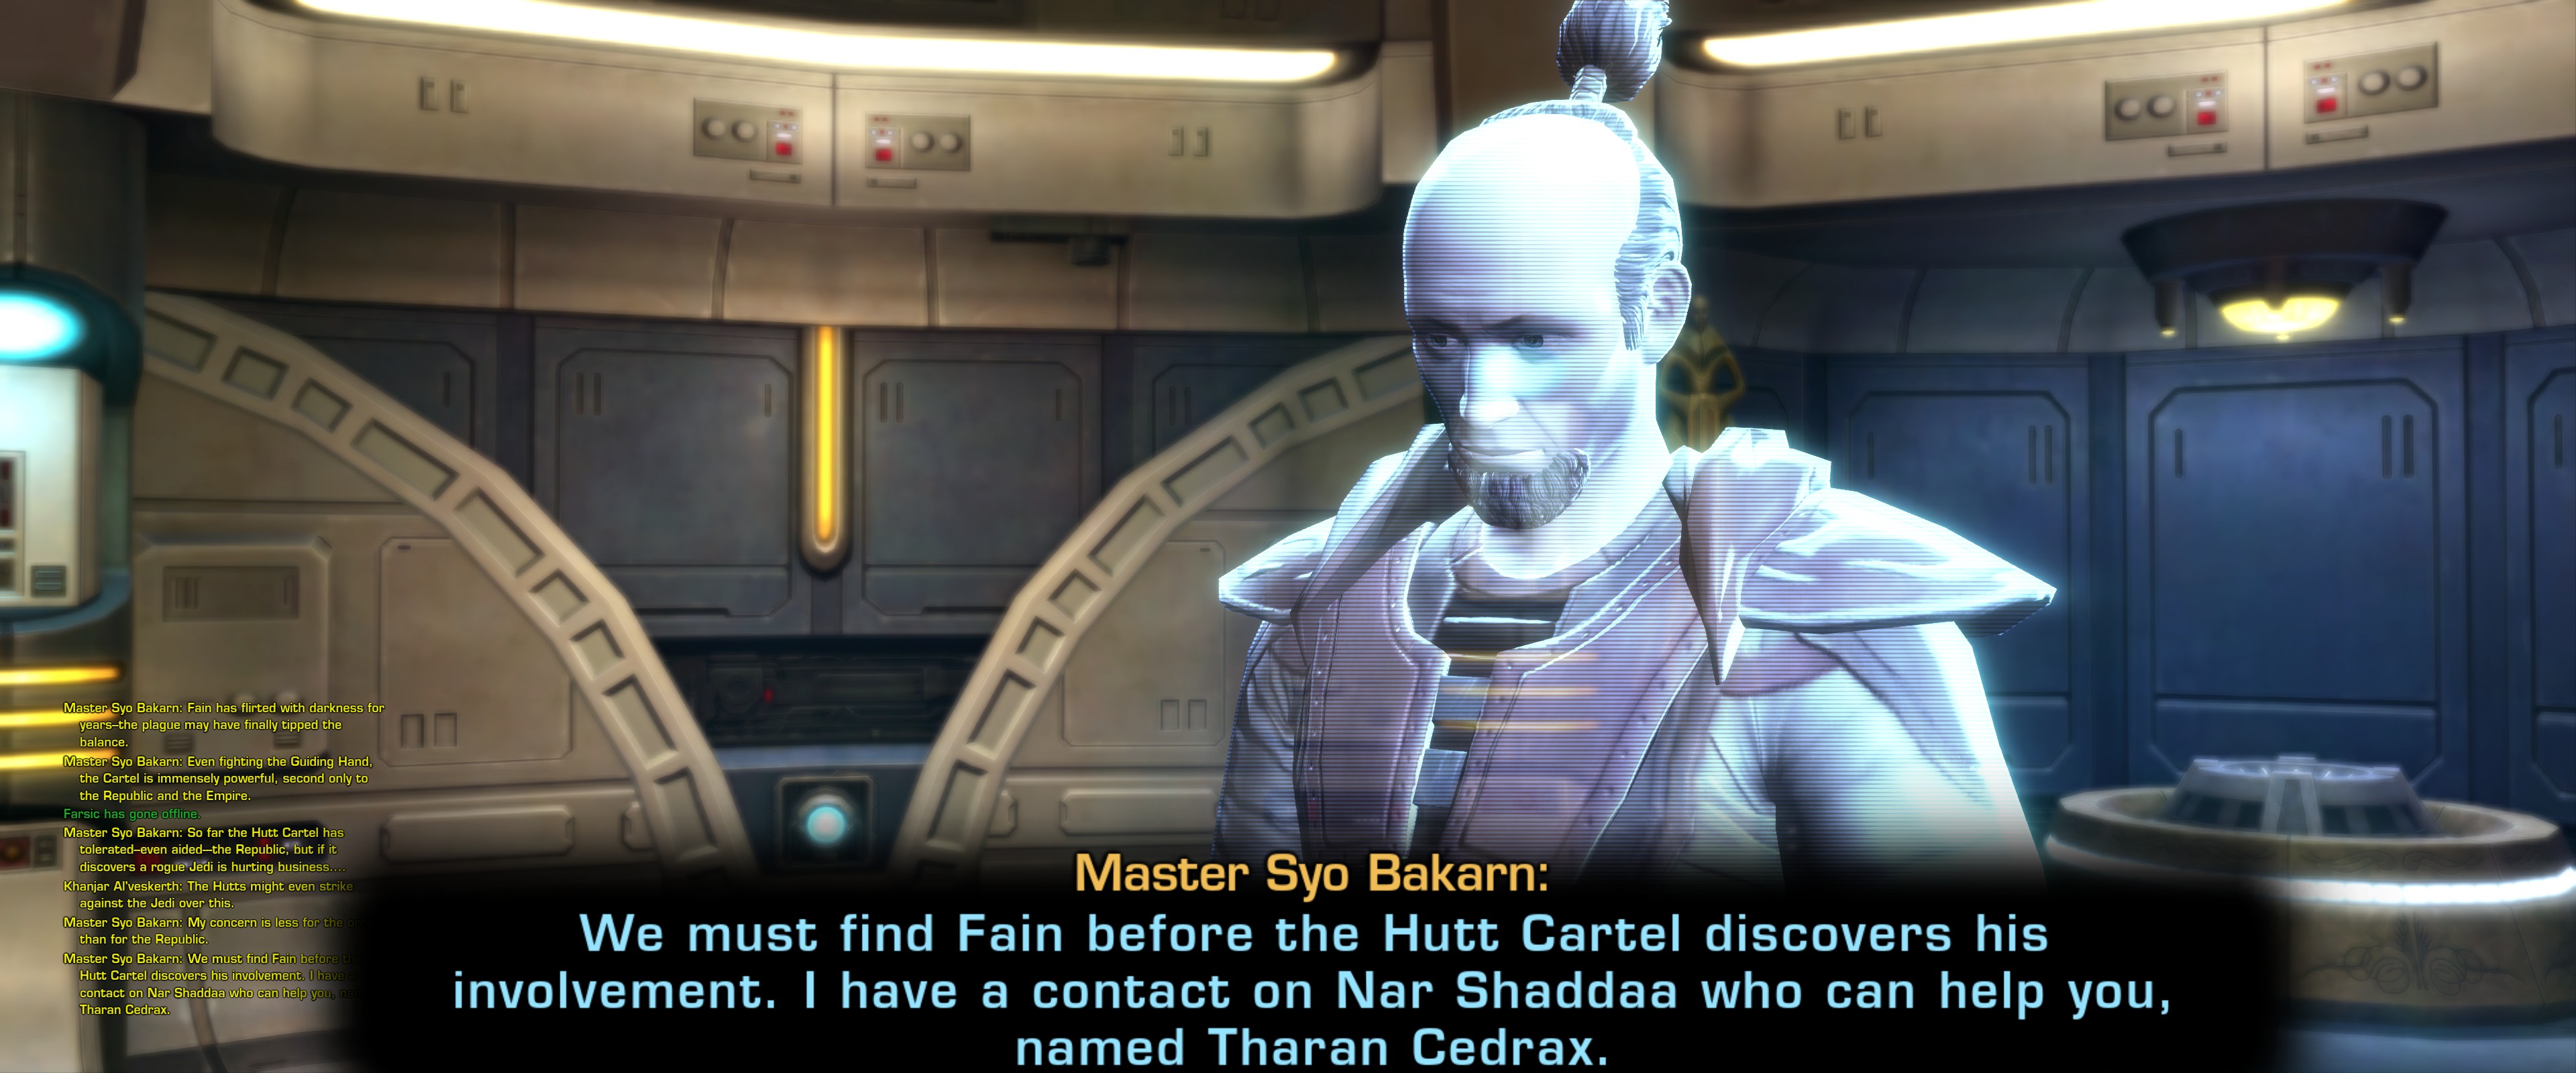 Master Syo Bakarn: Fain has flirted with darkness for
years–the plague may have finally tipped the
balance.
Master Syo Bakarn: Even fighting the Guiding Hand,
the Cartel is immensely powerful, second only to
the Republic and the Empire.
Farsic has gone offline.
Master Syo Bakarn: So far the Hutt Cartel has
tolerated–even aided–the Republic, but if it
discovers a rogue Jedi is hurting business....
Khanjar Al'veskerth: The Hutts might even strike
against the Jedi over this.
Master Syo Bakarn: My concern is less for the
than for the Republic.
Master Syo Bakarn: We must find Fain before
Hutt Cartel discovers his involvement. I have
contact on Nar Shaddaa who can help you,
Tharan Cedrax.
Master Syo Bakarn:
We must find Fain before the Hutt Cartel discovers his
involvement. I have a contact on Nar Shaddaa who can help you,
named Tharan Cedrax.